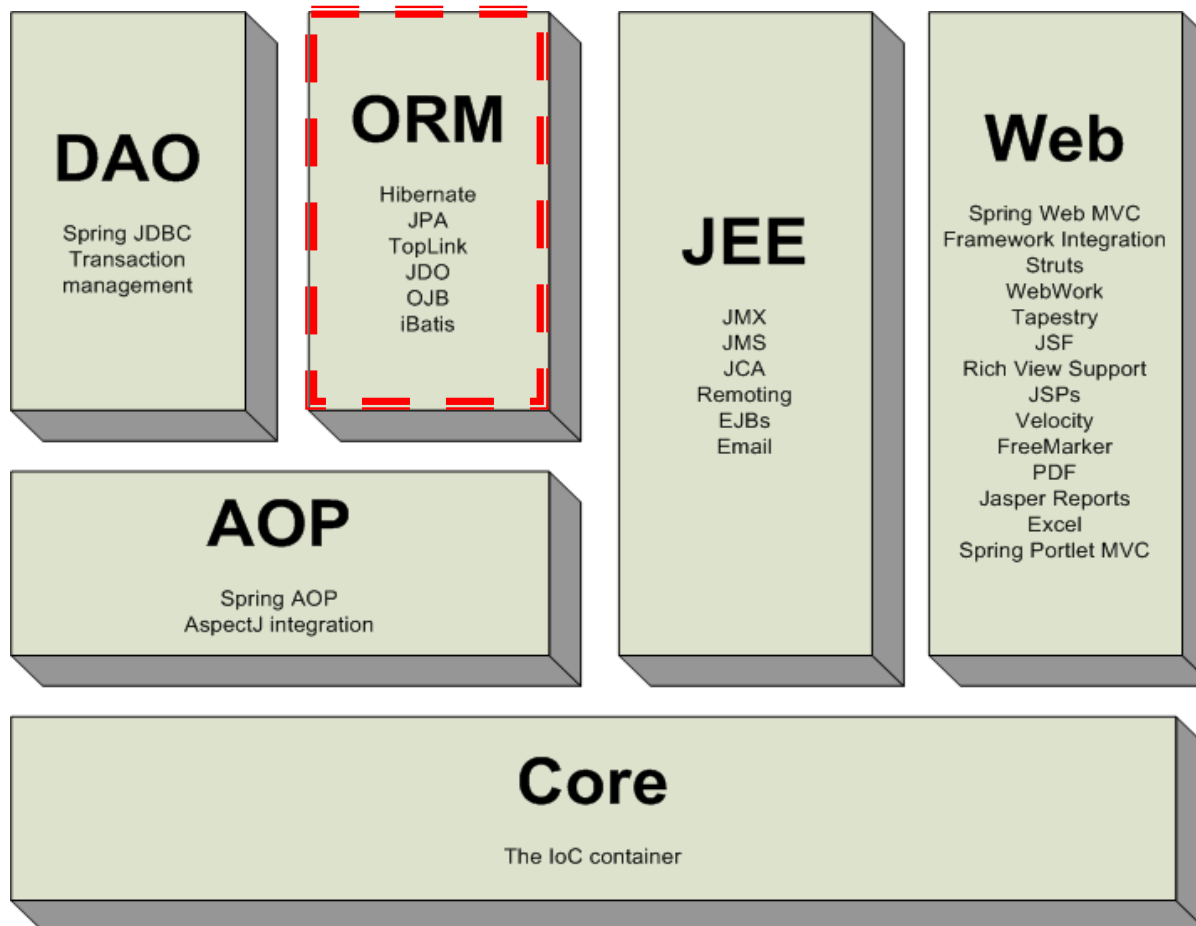 DAO
Spring JDBC
Transaction
management
ORM
Hibernate
JPA
TopLink
JDO
OJB
iBatis
JEE
JMX
JMS
JCA
Remoting
EJBs
Email
Web
Spring Web MVC
Framework Integration
Struts
WebWork
Tapestry
JSF
Rich View Support
JSPs
Velocity
FreeMarker
PDF
Jasper Reports
Excel
Spring Portlet MVC
AOP
Spring AOP
AspectJ integration
Core
The IoC container